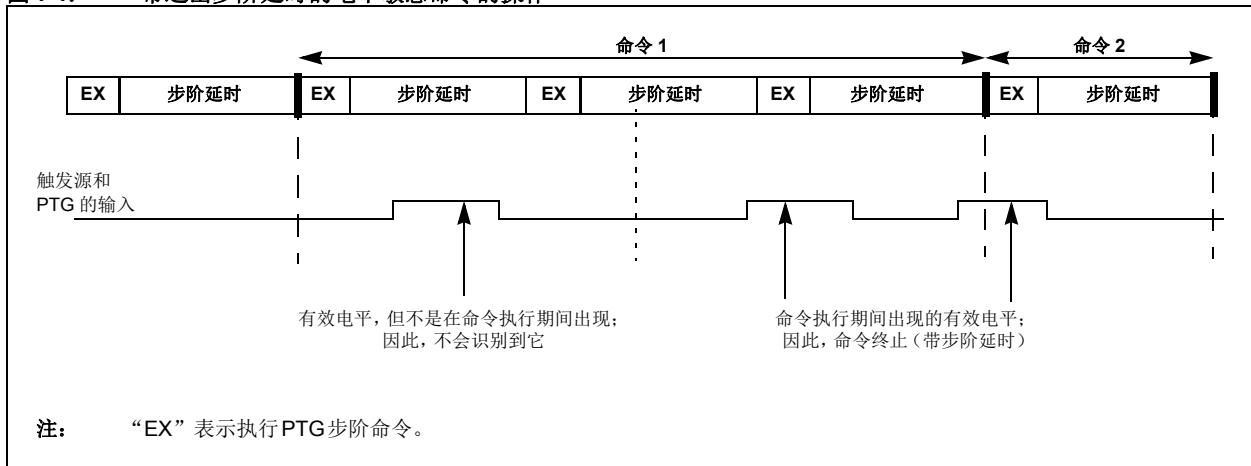 命令 1 命令 2
EX 步阶延时 EX 步阶延时 EX 步阶延时 EX 步阶延时 EX 步阶延时
触发源和
PTG 的输入
有效电平，但不是在命令执行期间出现； 命令执行期间出现的有效电平；
因此，不会识别到它 因此，命令终止（带步阶延时）
注： “EX”表示执行PTG步阶命令。